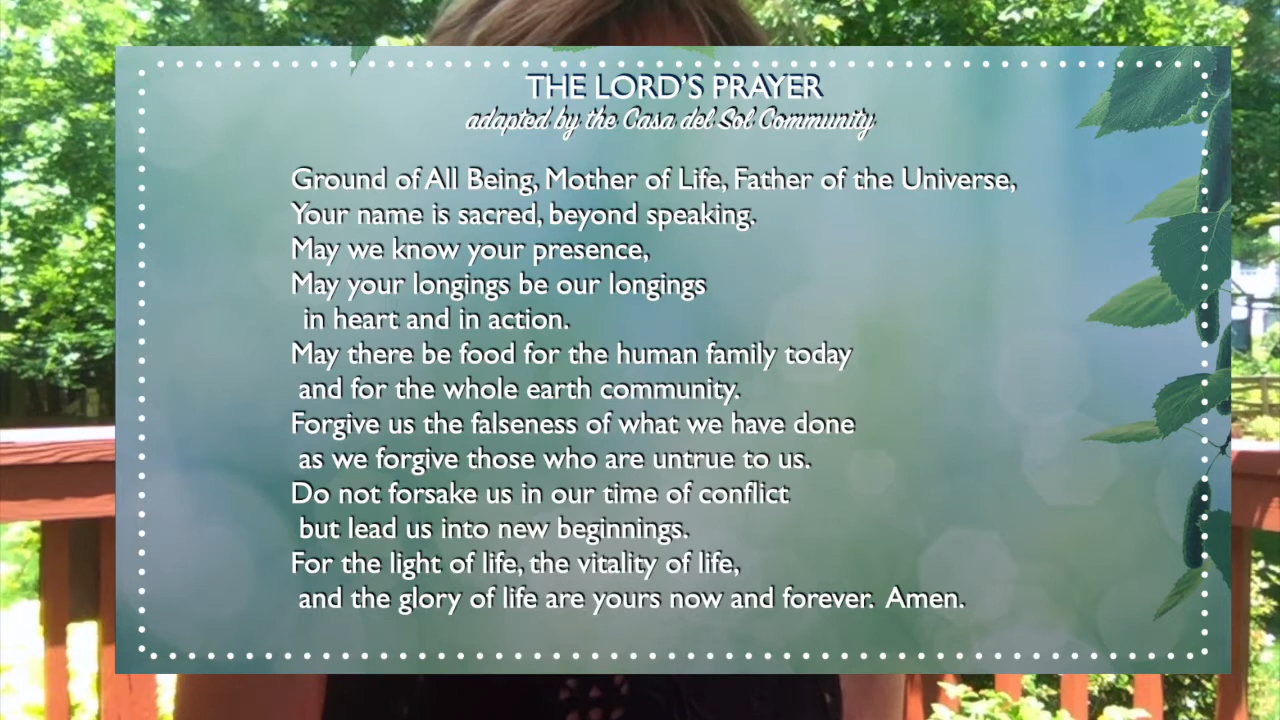 THE LORD'S PRAYER
adapted by the Casa del Sol Community
Ground of All Being, Mother of Life, Father of the Universe,
Your name is sacred, beyond speaking.
May we know your presence,
May your longings be our longings
in heart and in action.
May there be food for the human family today
and for the whole earth community.
Forgive us the falseness of what we have done
as we forgive those who are untrue to us.
Do not forsake us in our time of conflict
but lead us into new beginnings.
For the light of life, the vitality of life,
and the glory of life are yours now and forever. Amen.